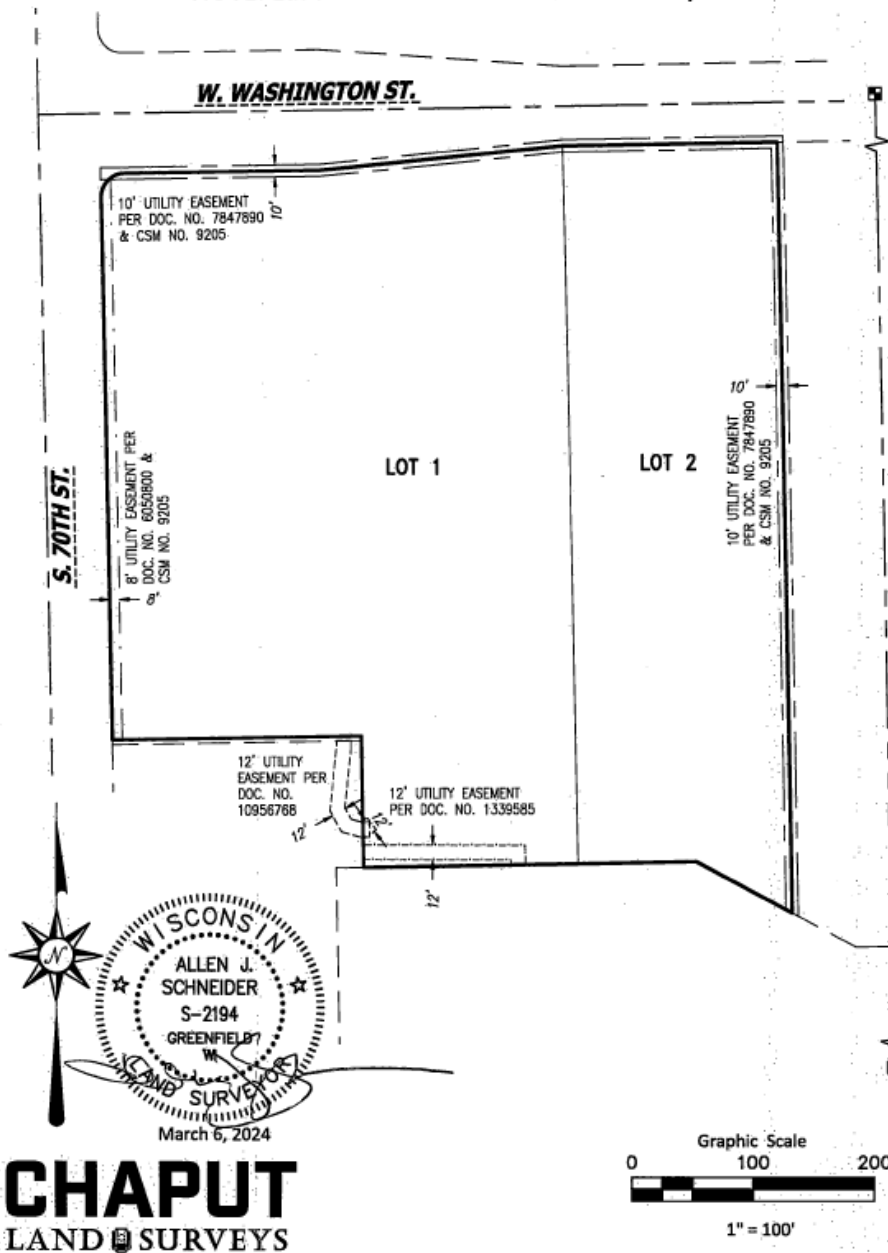 W. WASHINGTON ST.
10' UTILITY EASEMENT
PER DOC. NO. 7847890
& CSM NO. 9205
10'
S. 70TH ST.
8' UTILITY EASEMENT PER
DOC. NO. 6050800 &
CSM NO. 9205
8'
LOT 1
LOT 2
10'
10' UTILITY EASEMENT
PER DOC. NO. 7847890
& CSM NO. 9205
12' UTILITY
EASEMENT PER
DOC. NO.
10956768
12'
12'
12' UTILITY EASEMENT
PER DOC. NO. 1339585
12'
N
WISCONSIN
ALLEN J.
SCHNEIDER
S-2194
GREENFIELD
WI
LAND SURVEYOR
March 6, 2024
CHAPUT
LAND SURVEYS
Graphic Scale
0 100 200
1" = 100'